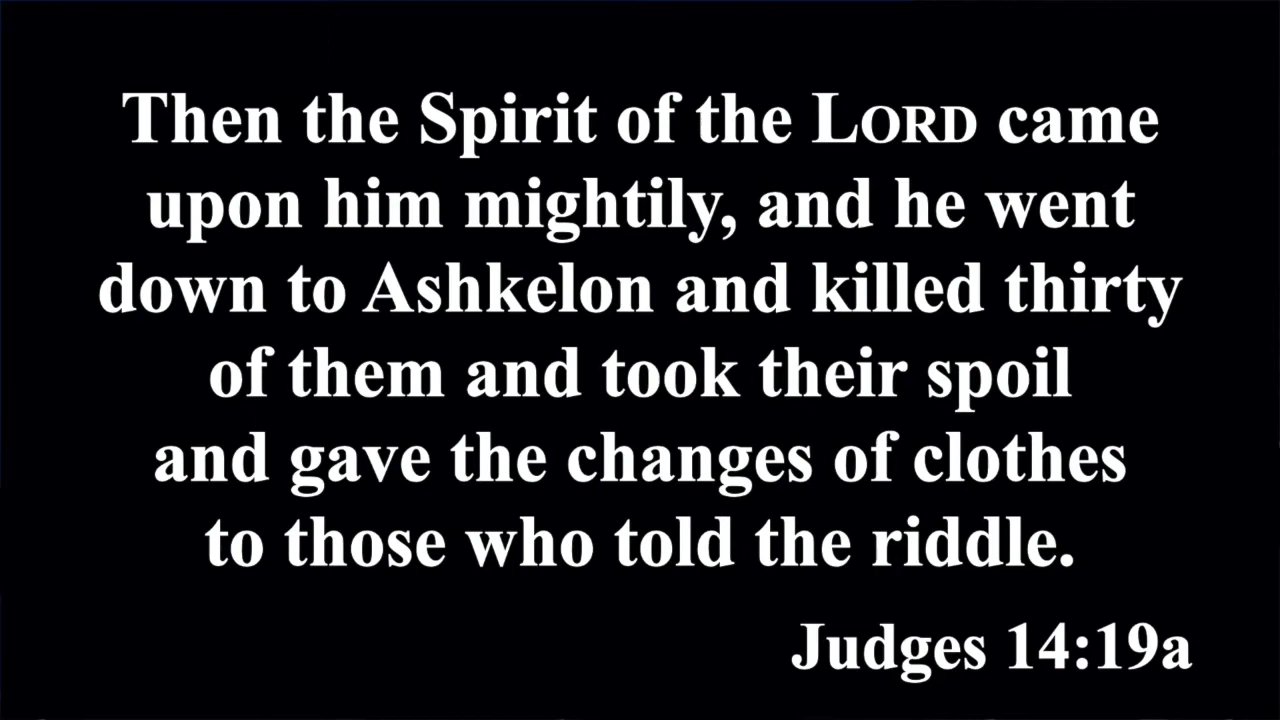 Then the Spirit of the LORD came
upon him mightily, and he went
down to Ashkelon and killed thirty
of them and took their spoil
and gave the changes of clothes
to those who told the riddle.
Judges 14:19a